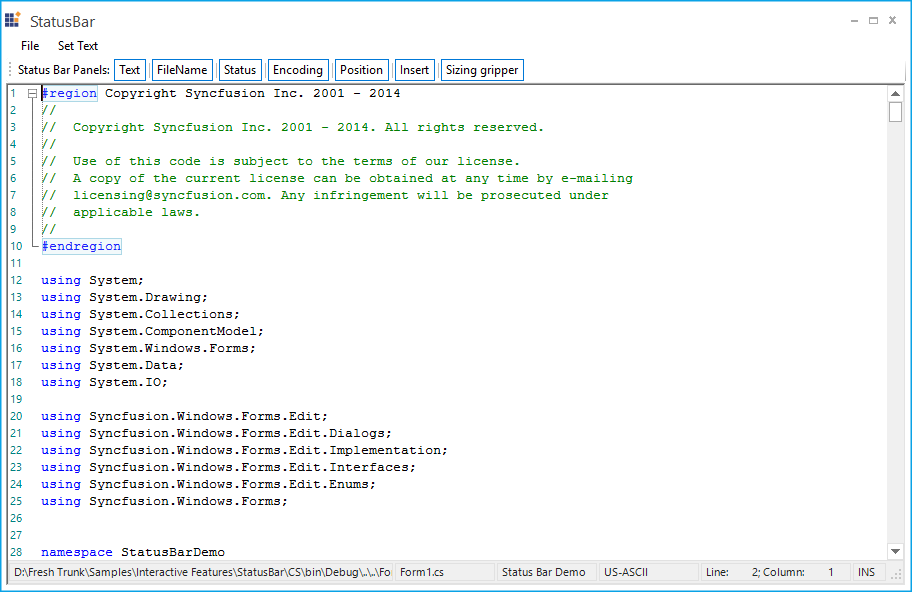 StatusBar
File Set Text
Status Bar Panels: Text FileName Status Encoding Position Insert Sizing gripper
1 #region Copyright Syncfusion Inc. 2001 - 2014
2 //
3 //  Copyright Syncfusion Inc. 2001 - 2014. All rights reserved.
4 //
5 //  Use of this code is subject to the terms of our license.
6 //  A copy of the current license can be obtained at any time by e-mailing
7 //  licensing@syncfusion.com. Any infringement will be prosecuted under
8 //  applicable laws.
9 //
10 #endregion
11
12 using System;
13 using System.Drawing;
14 using System.Collections;
15 using System.ComponentModel;
16 using System.Windows.Forms;
17 using System.Data;
18 using System.IO;
19
20 using Syncfusion.Windows.Forms.Edit;
21 using Syncfusion.Windows.Forms.Edit.Dialogs;
22 using Syncfusion.Windows.Forms.Edit.Implementation;
23 using Syncfusion.Windows.Forms.Edit.Interfaces;
24 using Syncfusion.Windows.Forms.Edit.Enums;
25 using Syncfusion.Windows.Forms;
26
27
28 namespace StatusBarDemo
D:\Fresh Trunk\Samples\Interactive Features\StatusBar\CS\bin\Debug\..\..\Fo Form1.cs Status Bar Demo US-ASCII Line: 2; Column: 1 INS